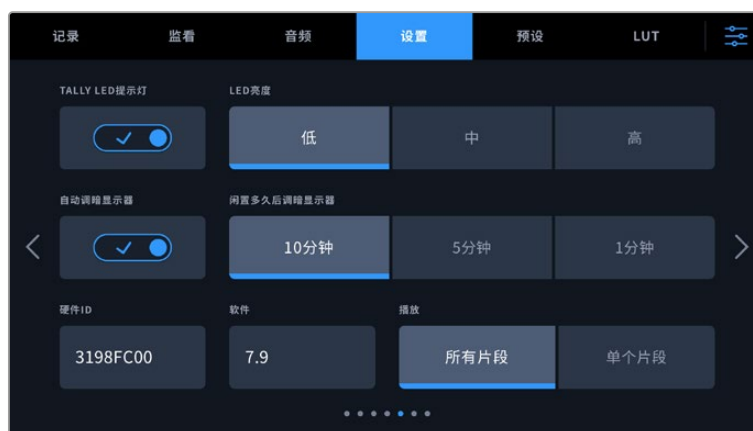 记录 监看 音频 设置 预设 LUT
TALLY LED提示灯 LED亮度
低 中 高
自动调暗显示器 闲置多久后调暗显示器
10分钟 5分钟 1分钟
硬件ID 软件 播放
3198FC00 7.9 所有片段 单个片段